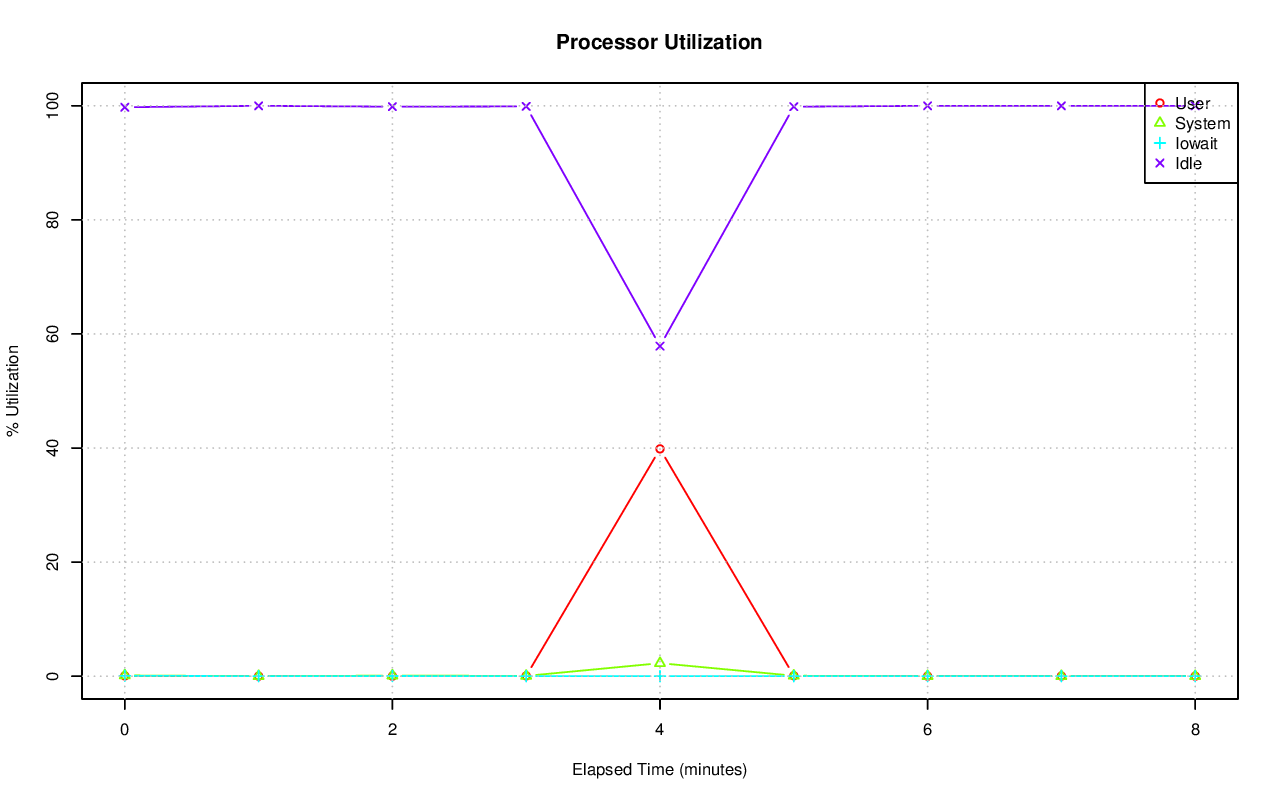 Processor Utilization
% Utilization
100
80
60
40
20
0
User
System
Iowait
Idle
0 2 4 6 8
Elapsed Time (minutes)